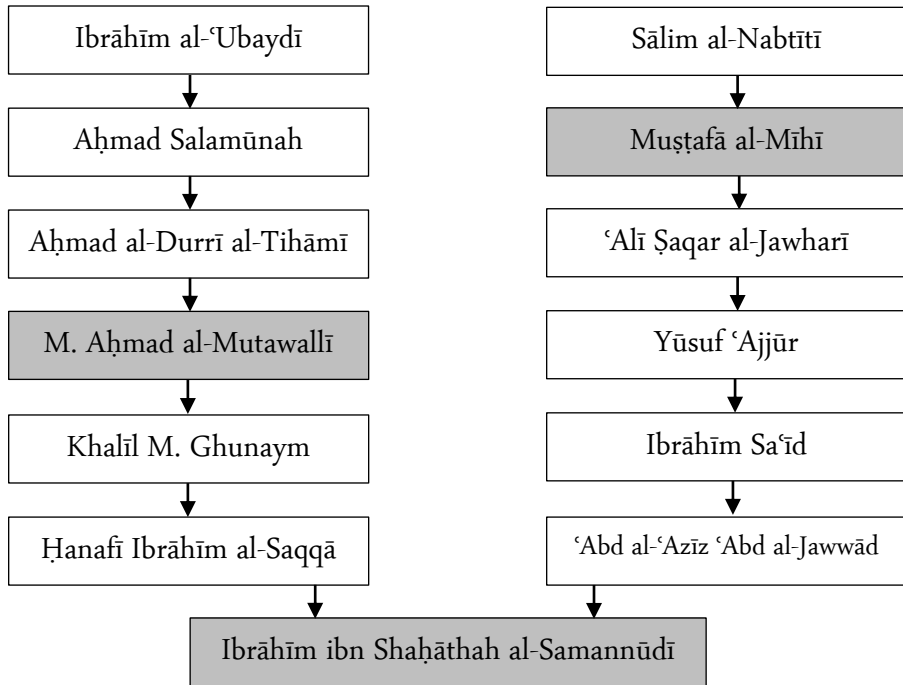 Ibrāhīm al-ʿUbaydī
Aḥmad Salamūnah
Aḥmad al-Durrī al-Tihāmī
M. Aḥmad al-Mutawallī
Khalīl M. Ghunaym
Ḥanafī Ibrāhīm al-Saqqā
Sālim al-Nabtītī
Muṣṭafā al-Mīhī
ʿAlī Ṣaqar al-Jawharī
Yūsuf ʿAjjūr
Ibrāhīm Saʿīd
ʿAbd al-ʿAzīz ʿAbd al-Jawwād
Ibrāhīm ibn Shaḥāthah al-Samannūdī